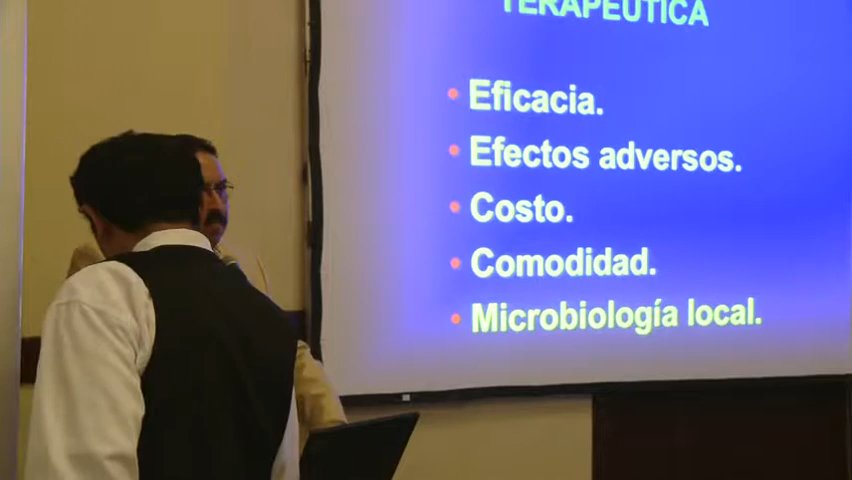 TERAPEUTICA
Eficacia.
Efectos adversos.
Costo.
Comodidad.
Microbiología local.